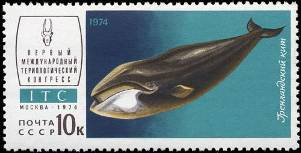 ПЕРВЫЙ
МЕЖДУНАРОДНЫЙ
ТЕРИОЛОГИЧЕСКИЙ
КОНГРЕСС
ITC
МОСКВА-1974
ПОЧТА
СССР
10к
1974
Гренландский кит